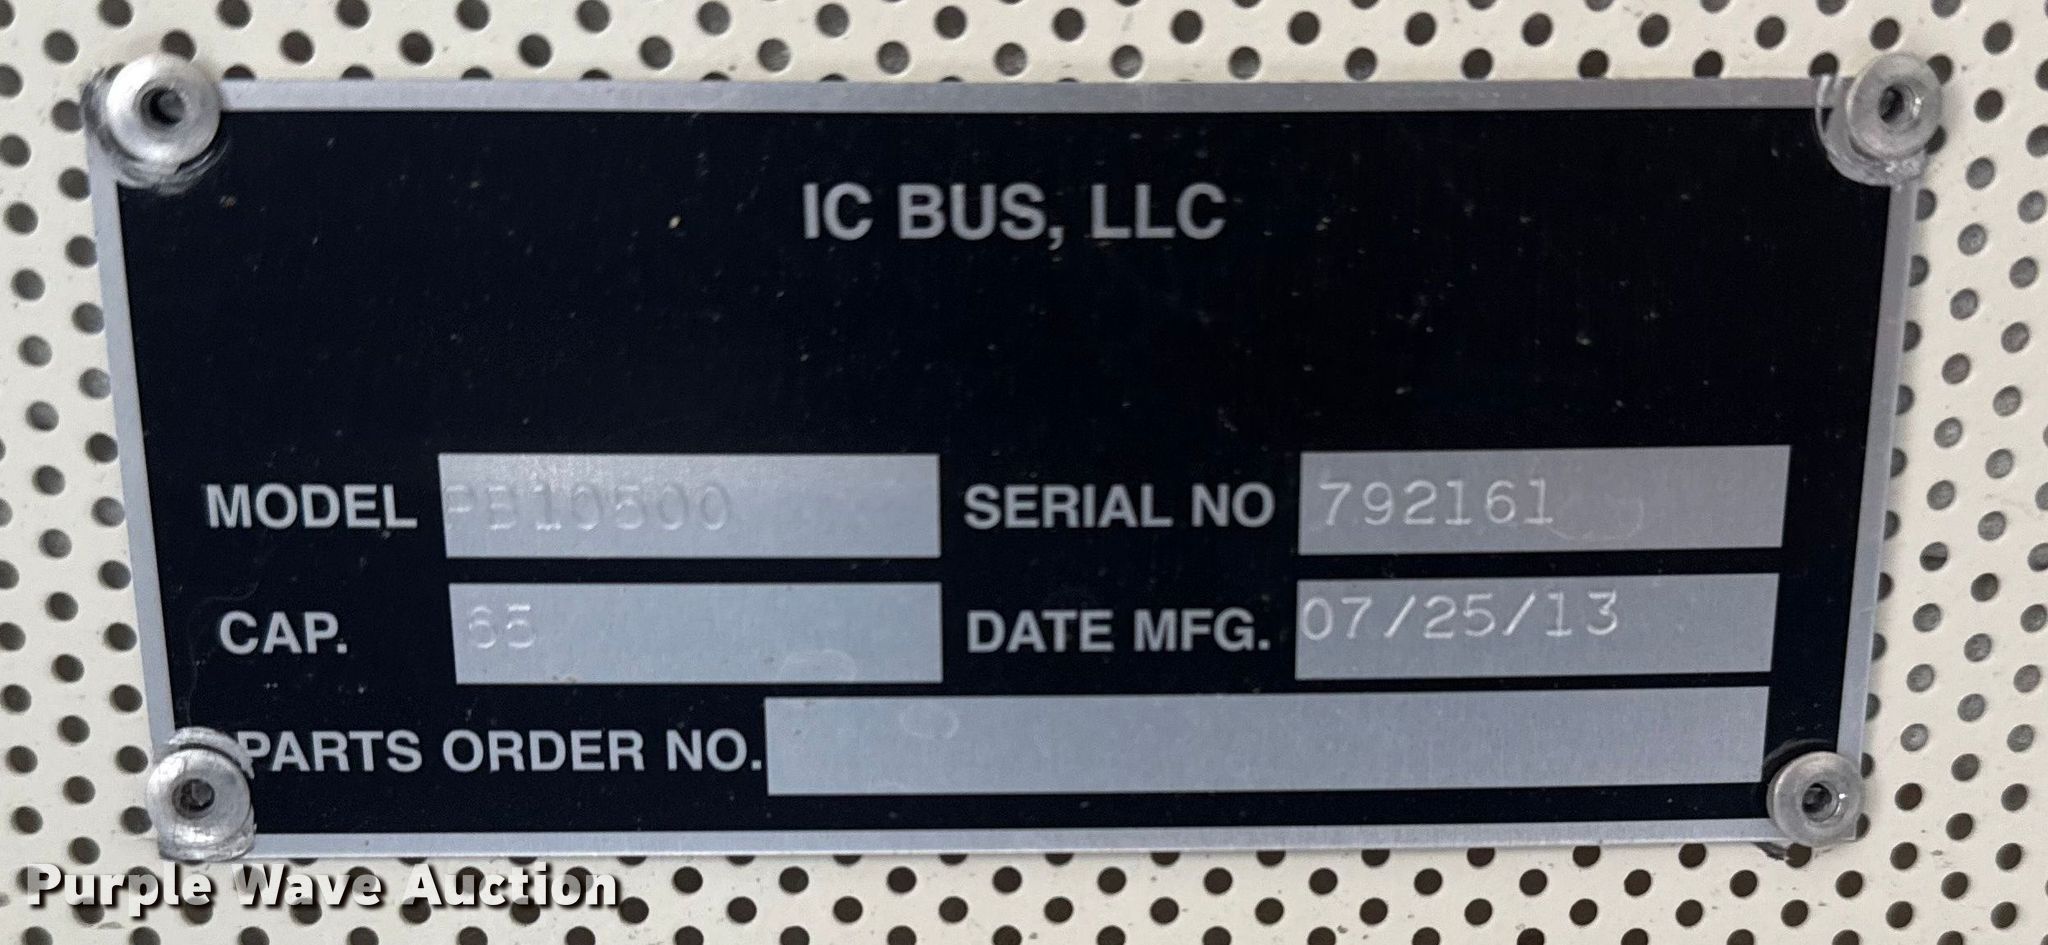 IC BUS, LLC
MODEL PB10500 SERIAL NO 792161
CAP. 65 DATE MFG. 07/25/13
PARTS ORDER NO.
Purple Wave Auction